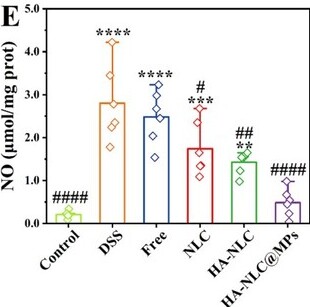 E
NO (μmol/mg prot)
5.0
4.0
3.0
2.0
1.0
0.0
####
****
****
#
***
##
**
####
Control
DSS
Free
NLC
HA-NLC
HA-NLC@MPs